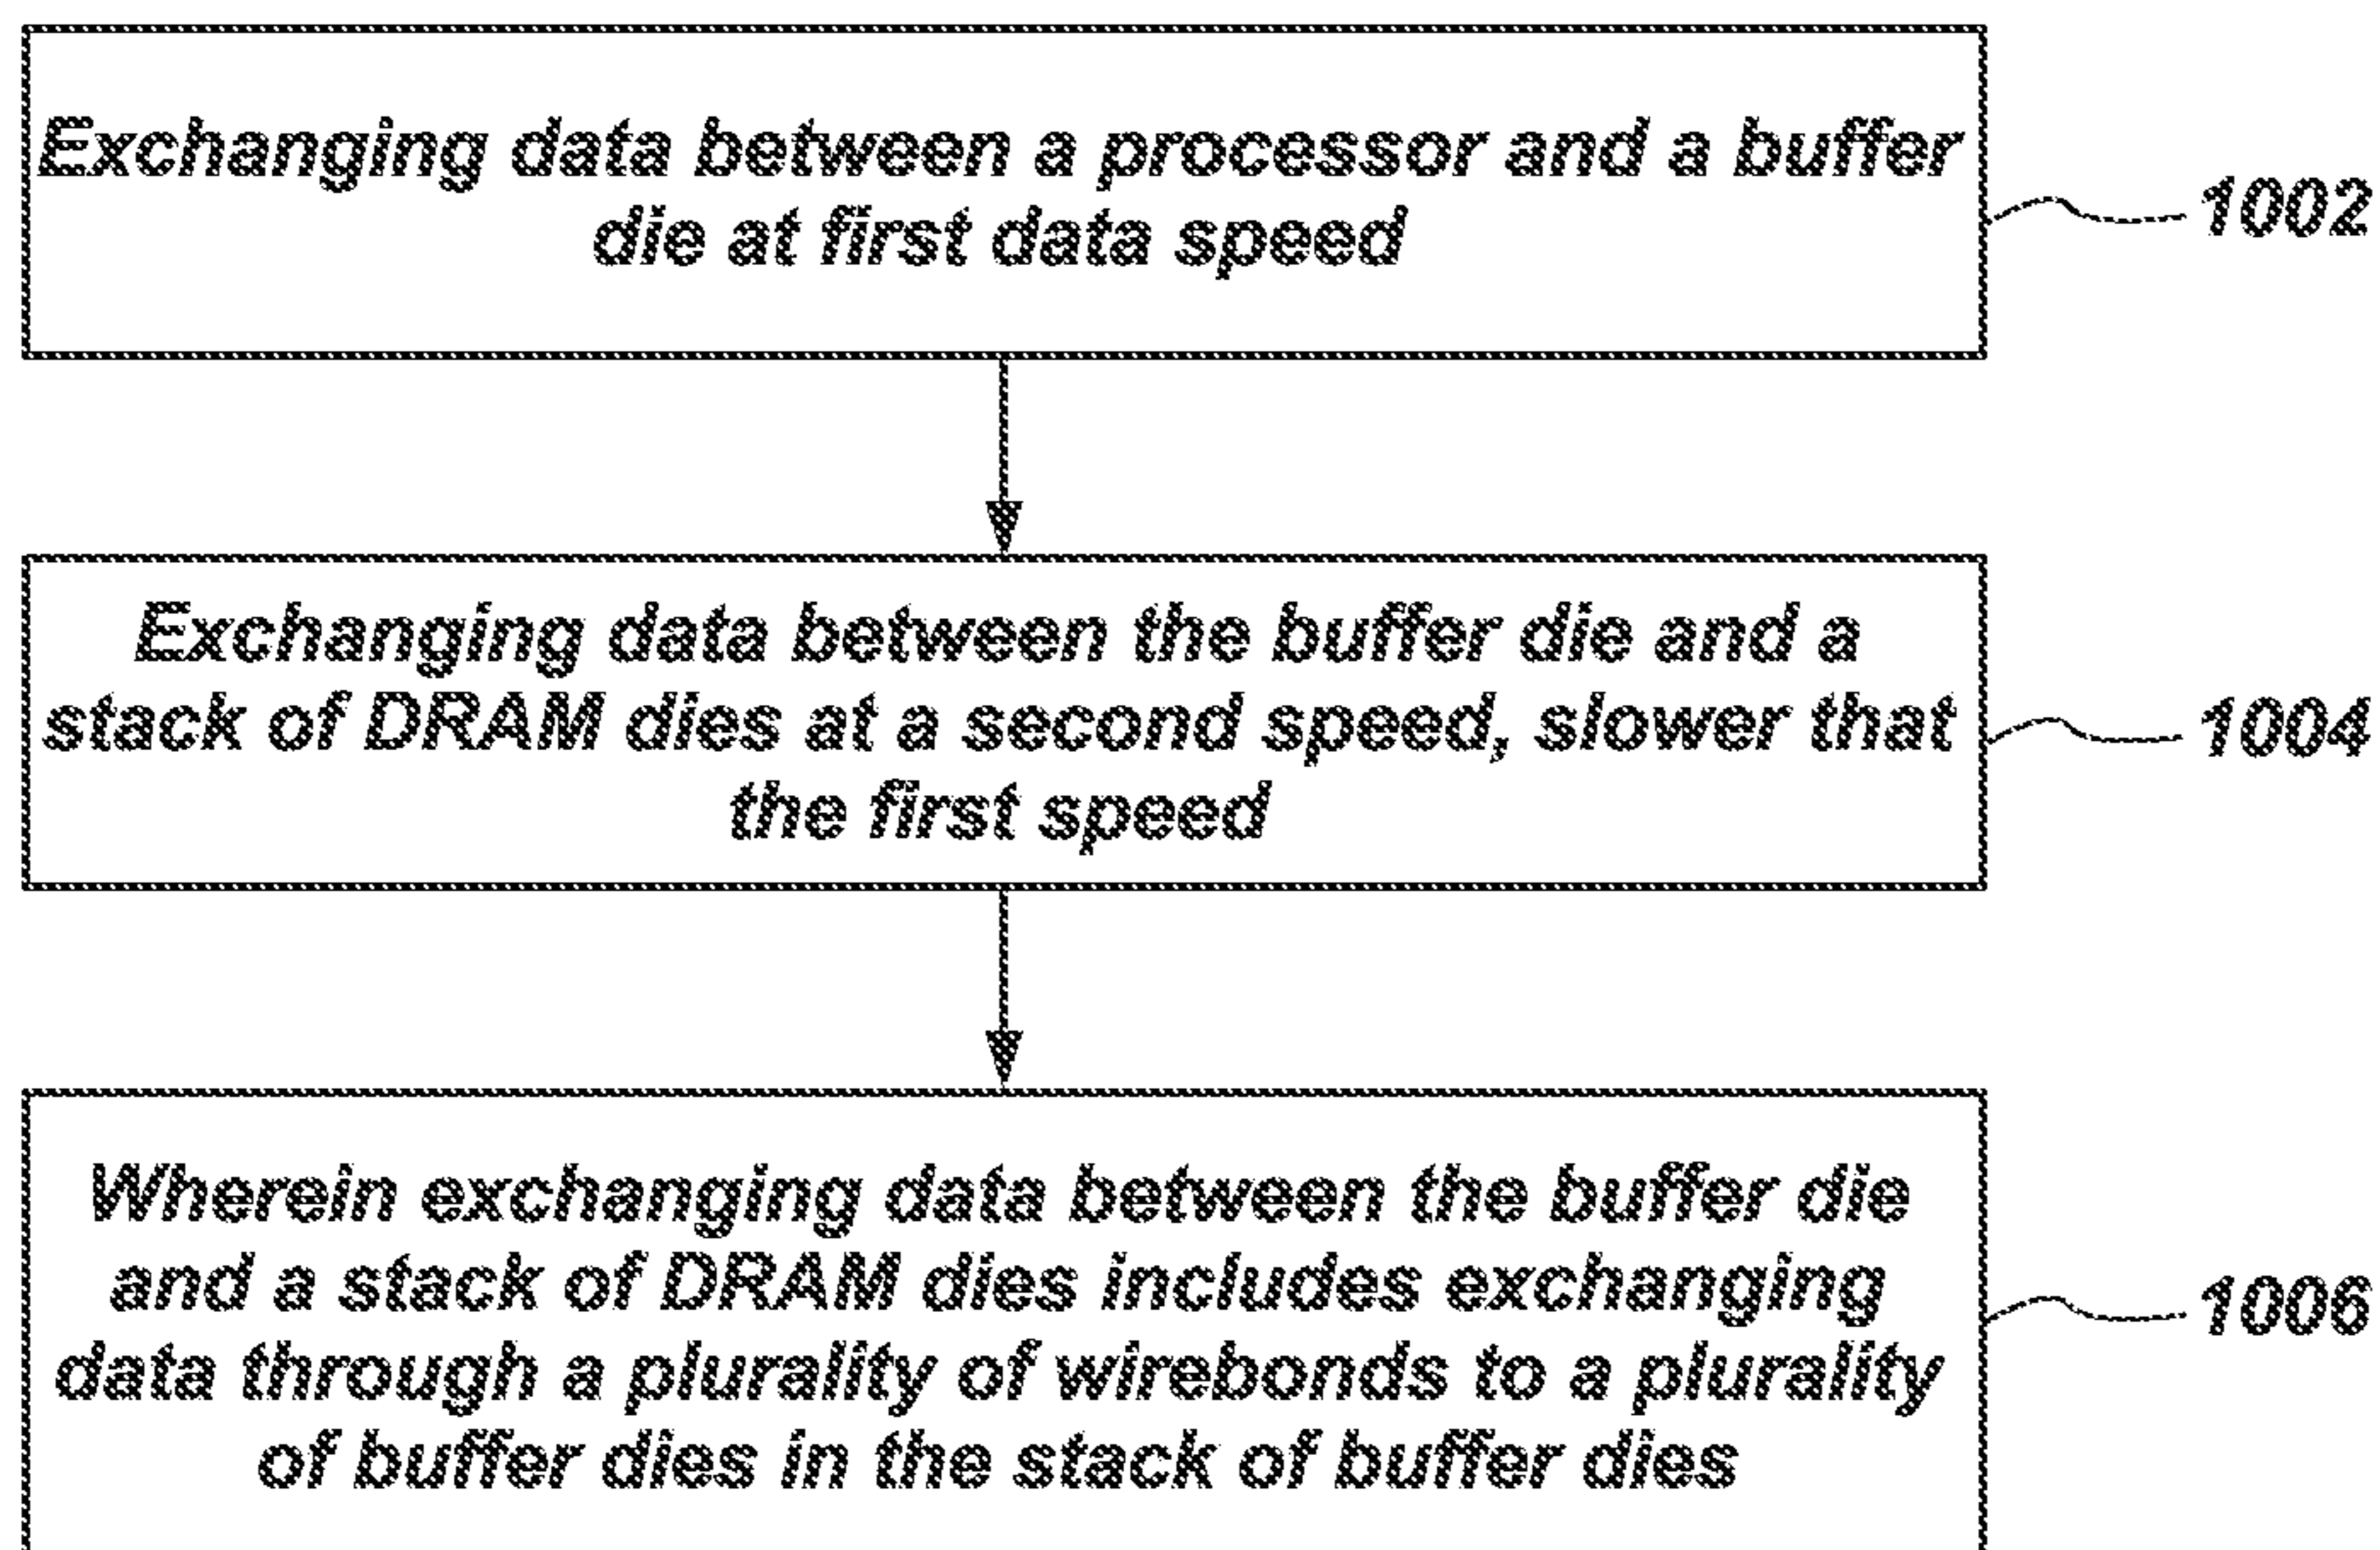 Exchanging data between a processor and a buffer
die at first data speed
1002
Exchanging data between the buffer die and a
stack of DRAM dies at a second speed, slower that
the first speed
1004
Wherein exchanging data between the buffer die
and a stack of DRAM dies includes exchanging
data through a plurality of wirebonds to a plurality
of buffer dies in the stack of buffer dies
1006